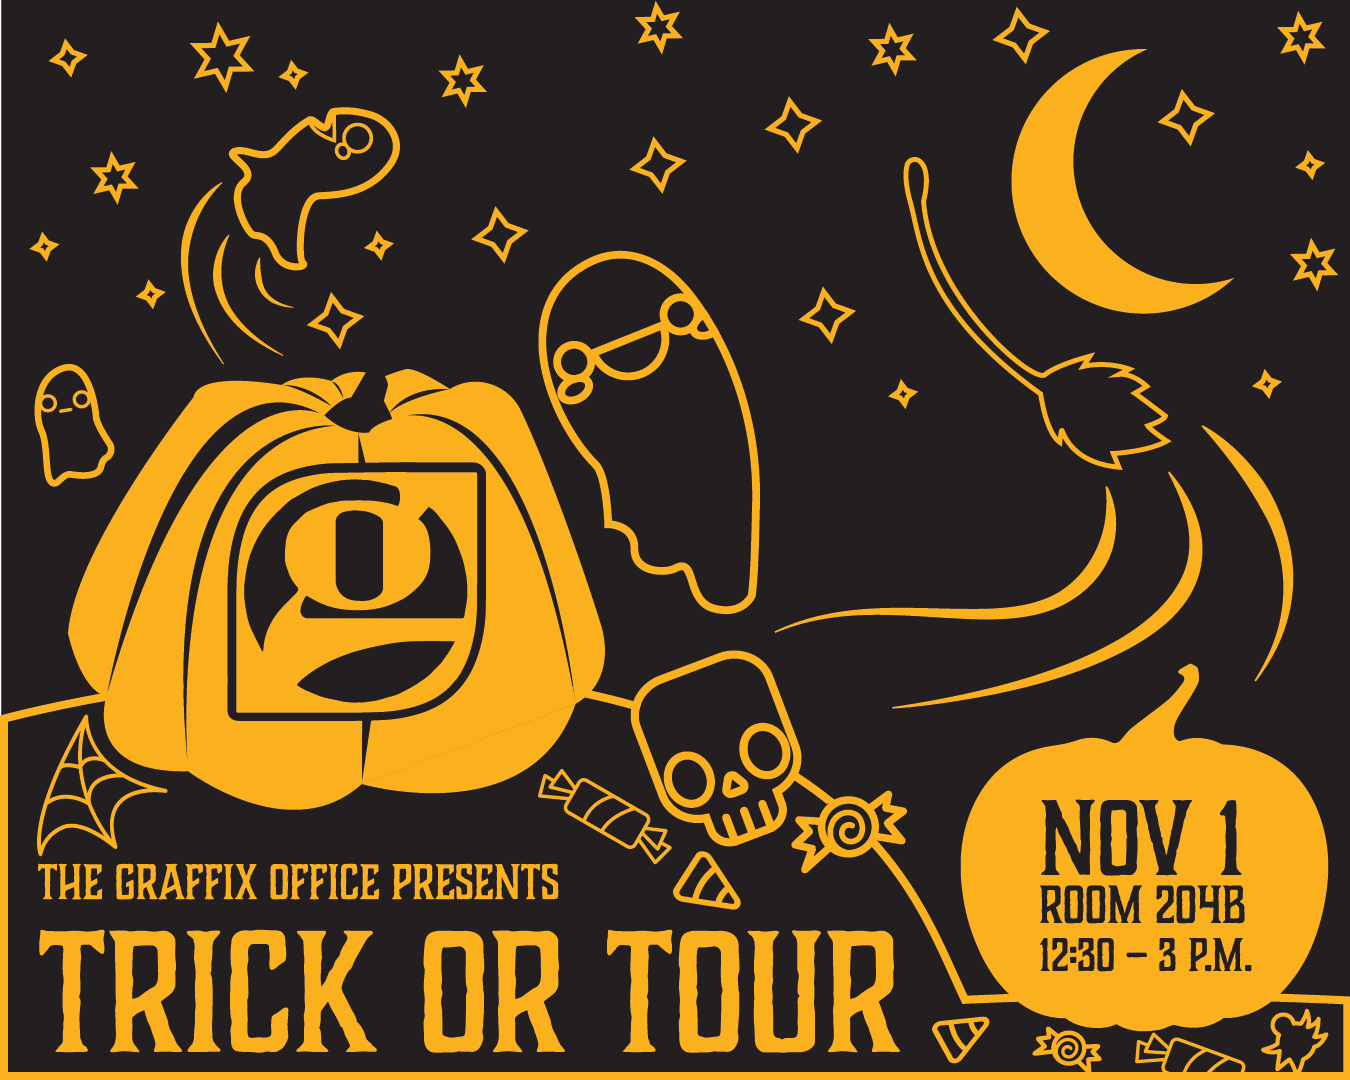 THE GRAFFIX OFFICE PRESENTS
TRICK OR TOUR
NOV 1
ROOM 204B
12:30 – 3 P.M.